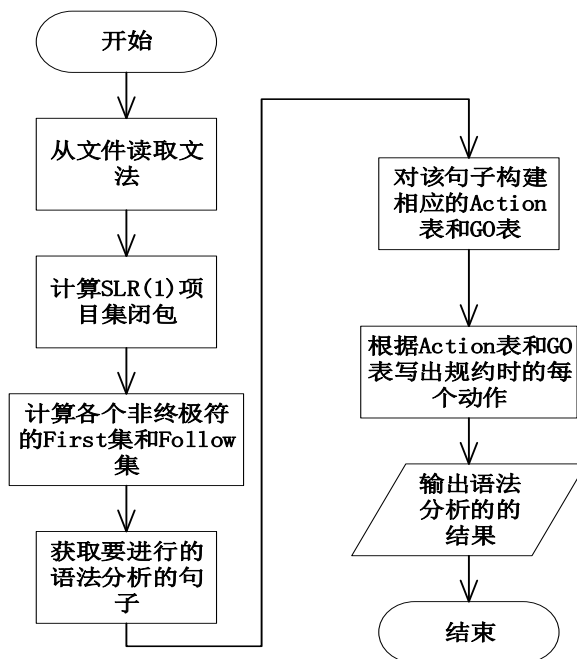 开始
从文件读取文
法
计算SLR(1)项
目集闭包
计算各个非终极符
的First集和Follow
集
获取要进行的
语法分析的句
子
对该句子构建
相应的Action
表和GO表
根据Action表和GO
表写出规约时的每
个动作
输出语法
分析的的
结果
结束